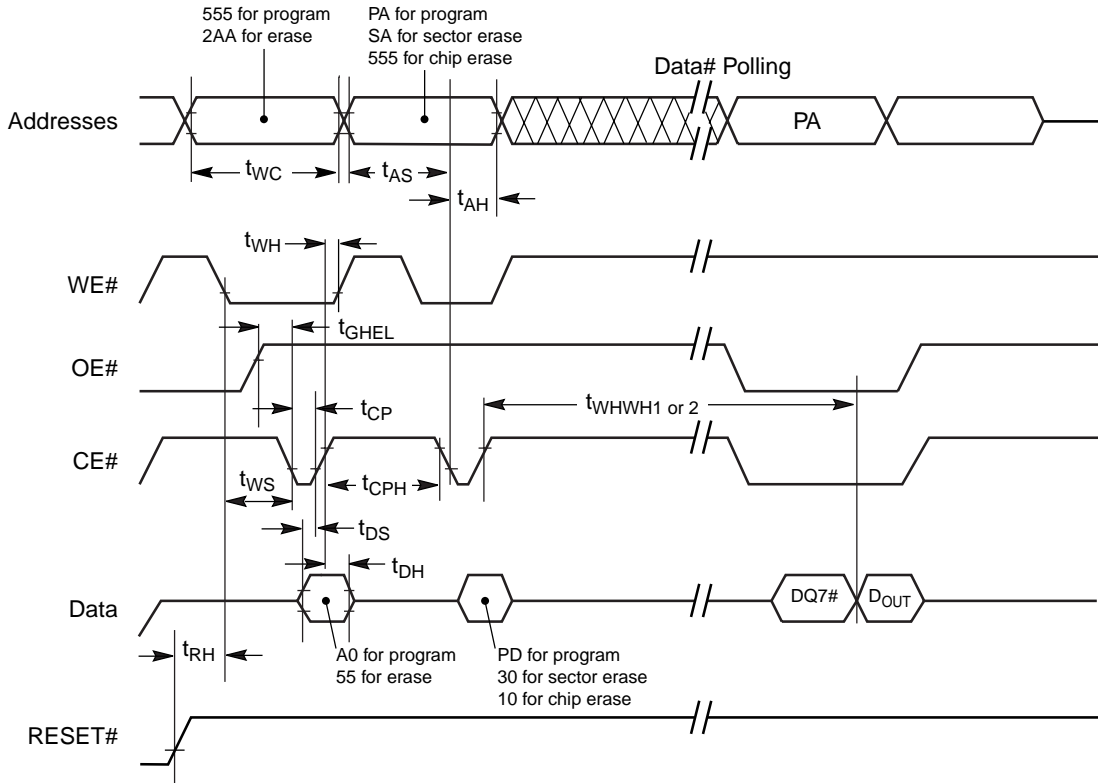 555 for program
2AA for erase
PA for program
SA for sector erase
555 for chip erase
Data# Polling
Addresses
PA
tWC
tAS
tAH
tWH
WE#
tGHEL
OE#
tWHWH1 or 2
tCP
CE#
tWS
tCPH
tDS
tDH
Data
DQ7#
DOUT
tRH
A0 for program
55 for erase
PD for program
30 for sector erase
10 for chip erase
RESET#